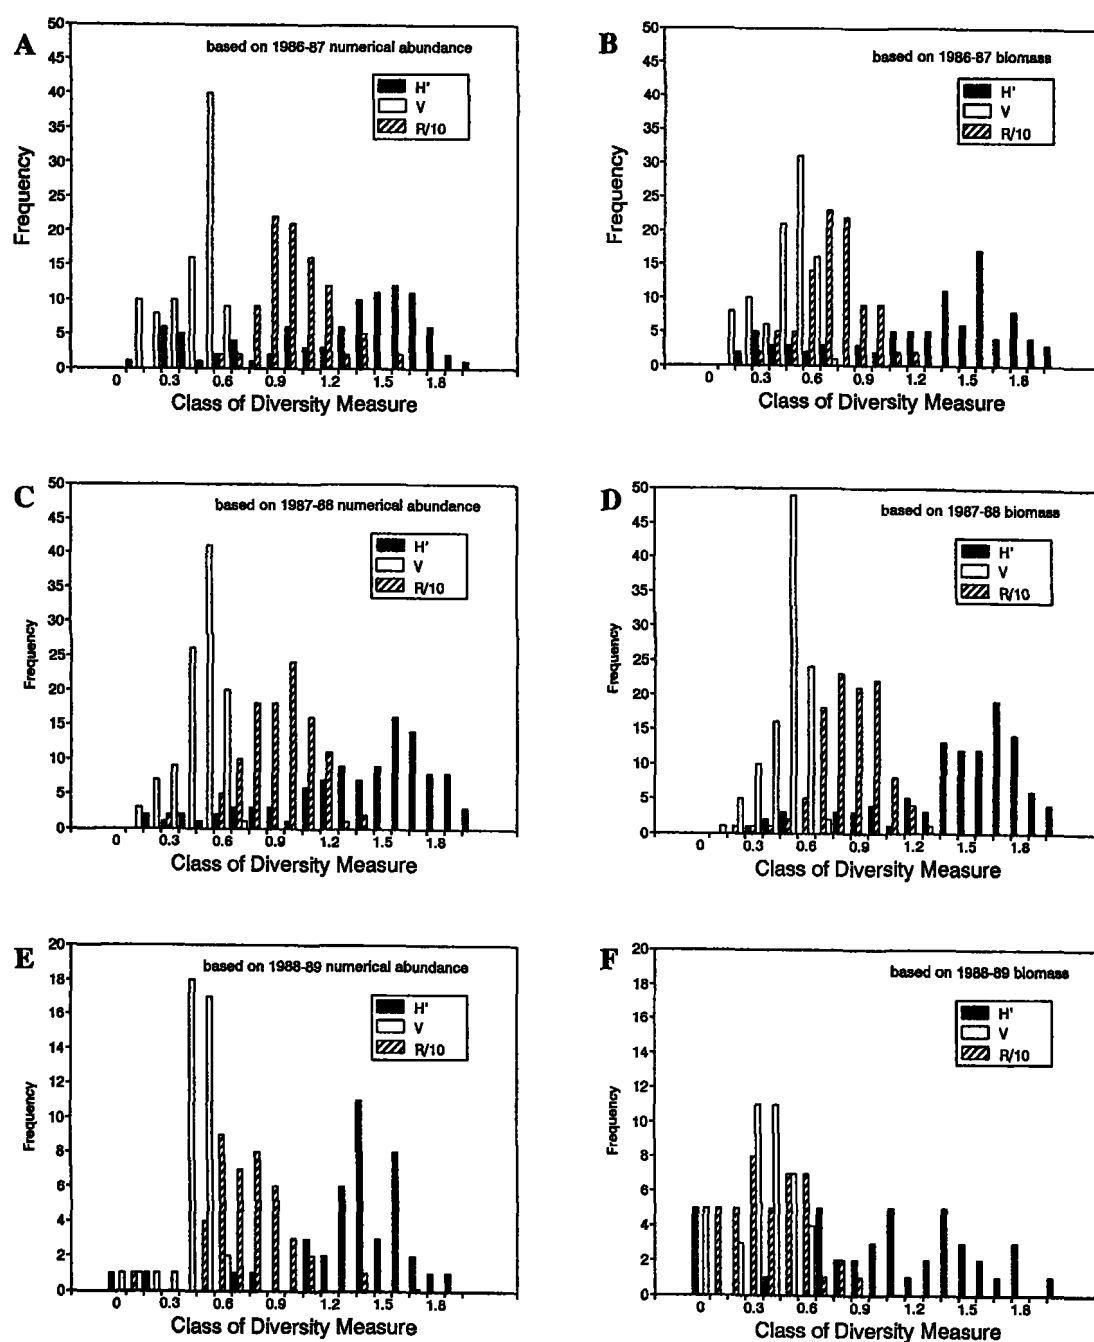 A
based on 1986-87 numerical abundance
H'
V
R/10
Frequency
50
45
40
35
30
25
20
15
10
5
0
0 0.3 0.6 0.9 1.2 1.5 1.8
Class of Diversity Measure
B
based on 1986-87 biomass
H'
V
R/10
Frequency
50
45
40
35
30
25
20
15
10
5
0
0 0.3 0.6 0.9 1.2 1.5 1.8
Class of Diversity Measure
C
based on 1987-88 numerical abundance
H'
V
R/10
Frequency
50
45
40
35
30
25
20
15
10
5
0
0 0.3 0.6 0.9 1.2 1.5 1.8
Class of Diversity Measure
D
based on 1987-88 biomass
H'
V
R/10
Frequency
50
45
40
35
30
25
20
15
10
5
0
0 0.3 0.6 0.9 1.2 1.5 1.8
Class of Diversity Measure
E
based on 1988-89 numerical abundance
H'
V
R/10
Frequency
20
18
16
14
12
10
8
6
4
2
0
0 0.3 0.6 0.9 1.2 1.5 1.8
Class of Diversity Measure
F
based on 1988-89 biomass
H'
V
R/10
Frequency
20
18
16
14
12
10
8
6
4
2
0
0 0.3 0.6 0.9 1.2 1.5 1.8
Class of Diversity Measure